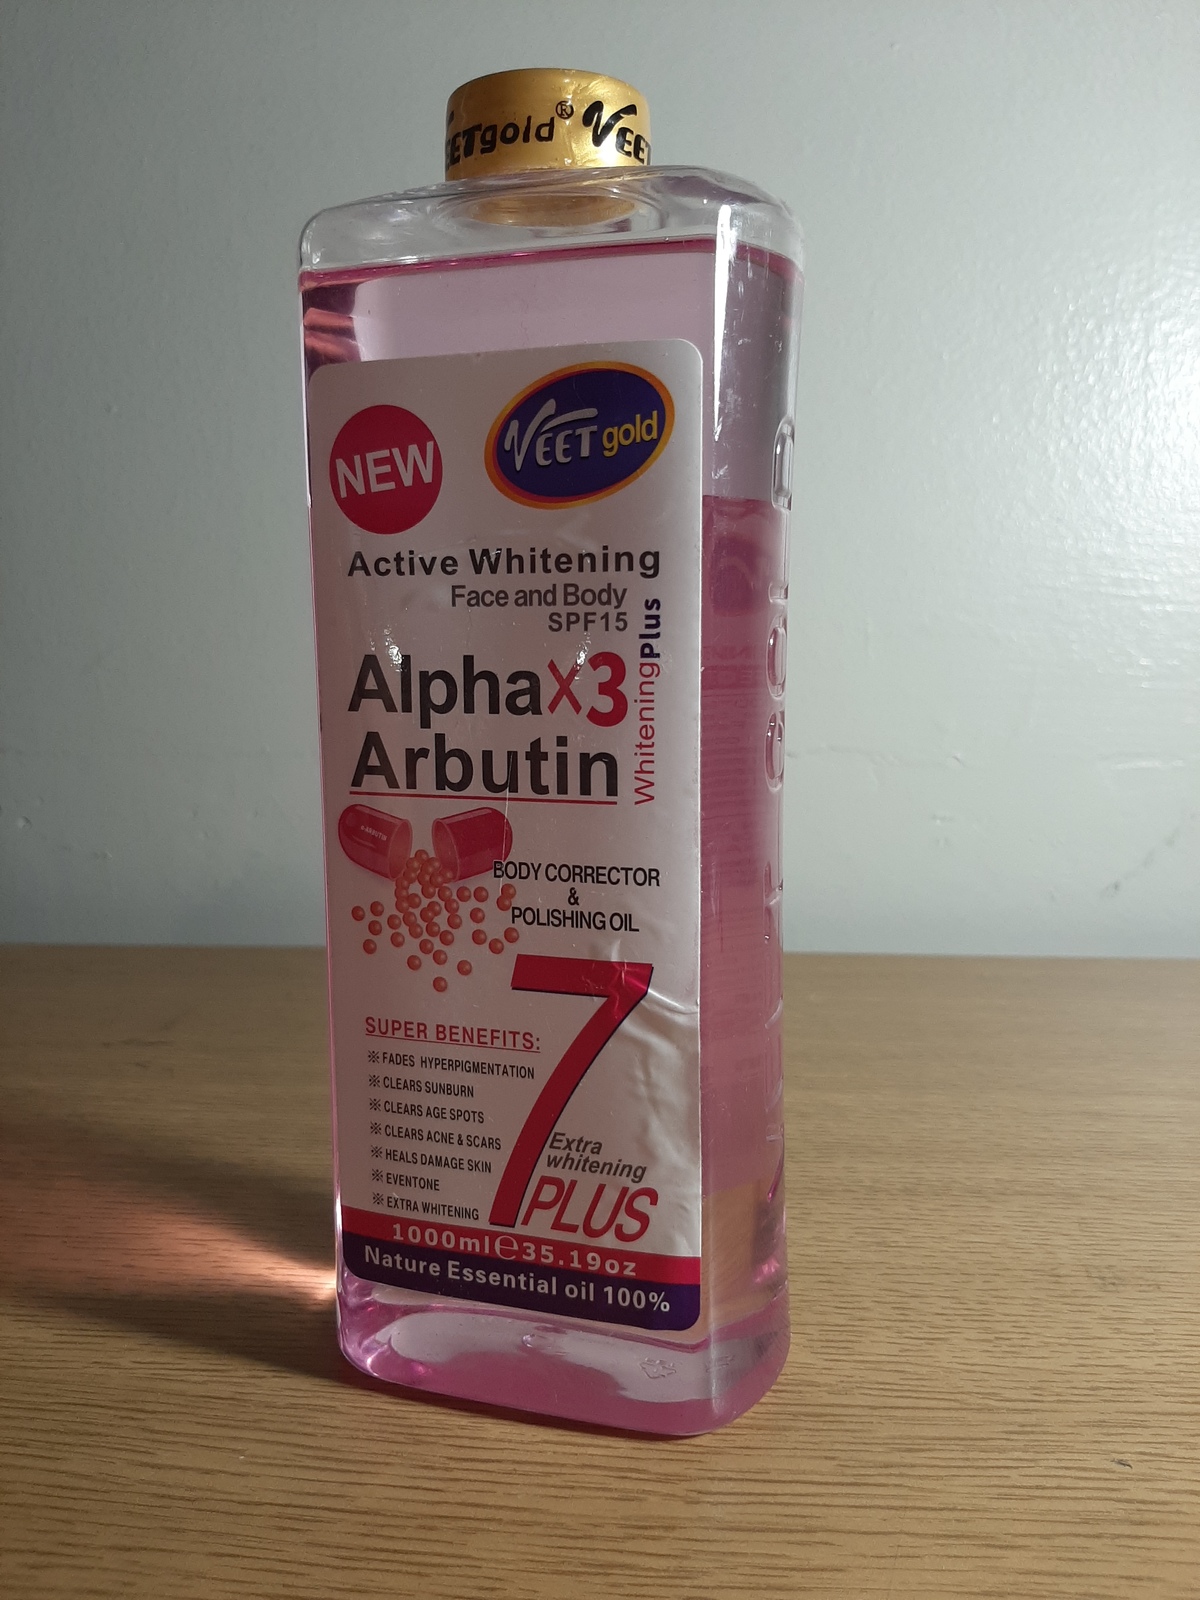 gold® VEET
NEW
VEET gold
Active Whitening
Face and Body
SPF15
Alpha x3
Arbutin
Whitening Plus
α-ARBUTIN
BODY CORRECTOR
&
POLISHING OIL
7
SUPER BENEFITS:
※ FADES HYPERPIGMENTATION
※ CLEARS SUNBURN
※ CLEARS AGE SPOTS
※ CLEARS ACNE & SCARS
※ HEALS DAMAGE SKIN
※ EVENTONE
※ EXTRA WHITENING
Extra
whitening
PLUS
1000ml℮35.19oz
Nature Essential oil 100%